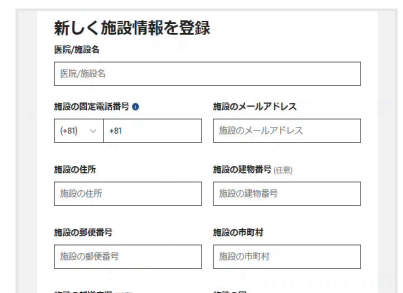 新しく施設情報を登録
医院/施設名
医院/施設名
施設の固定電話番号 施設のメールアドレス
(+81) +81 施設のメールアドレス
施設の住所 施設の建物番号 (任意)
施設の住所 施設の建物番号
施設の郵便番号 施設の市町村
施設の郵便番号 施設の市町村